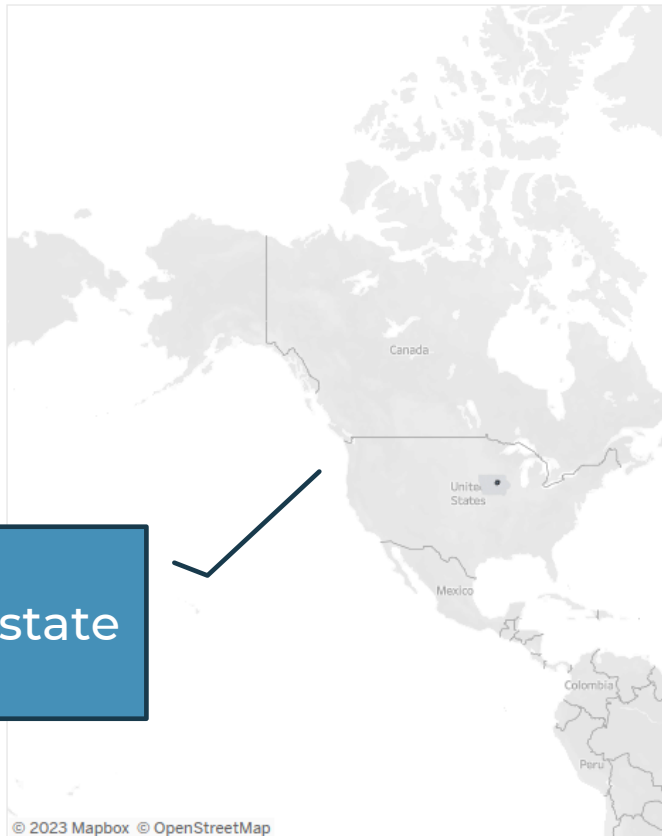 Canada
United
States
Mexico
state
Colombia
Peru
© 2023 Mapbox © OpenStreetMap